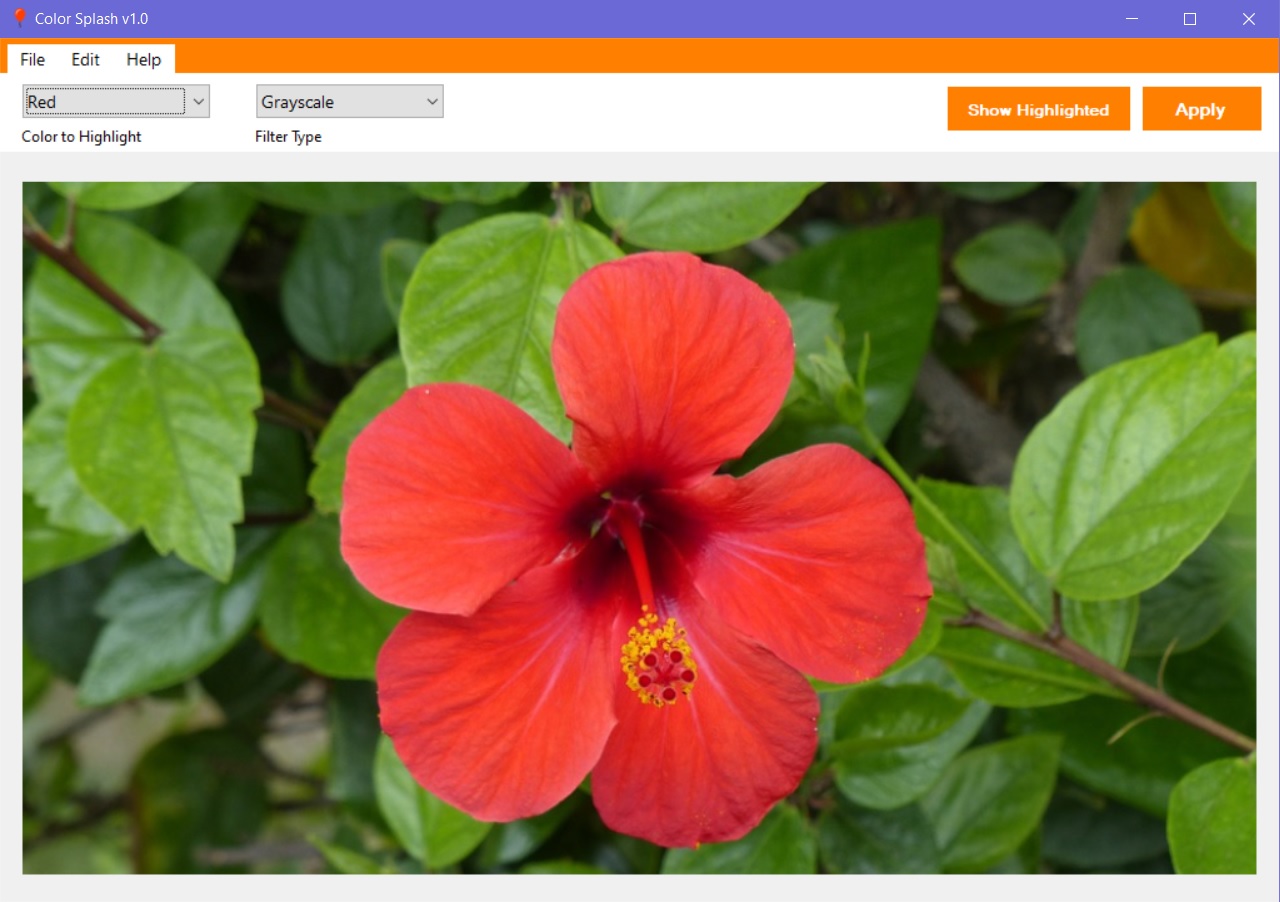 Color Splash v1.0
File Edit Help
Red Grayscale Show Highlighted Apply
Color to Highlight Filter Type